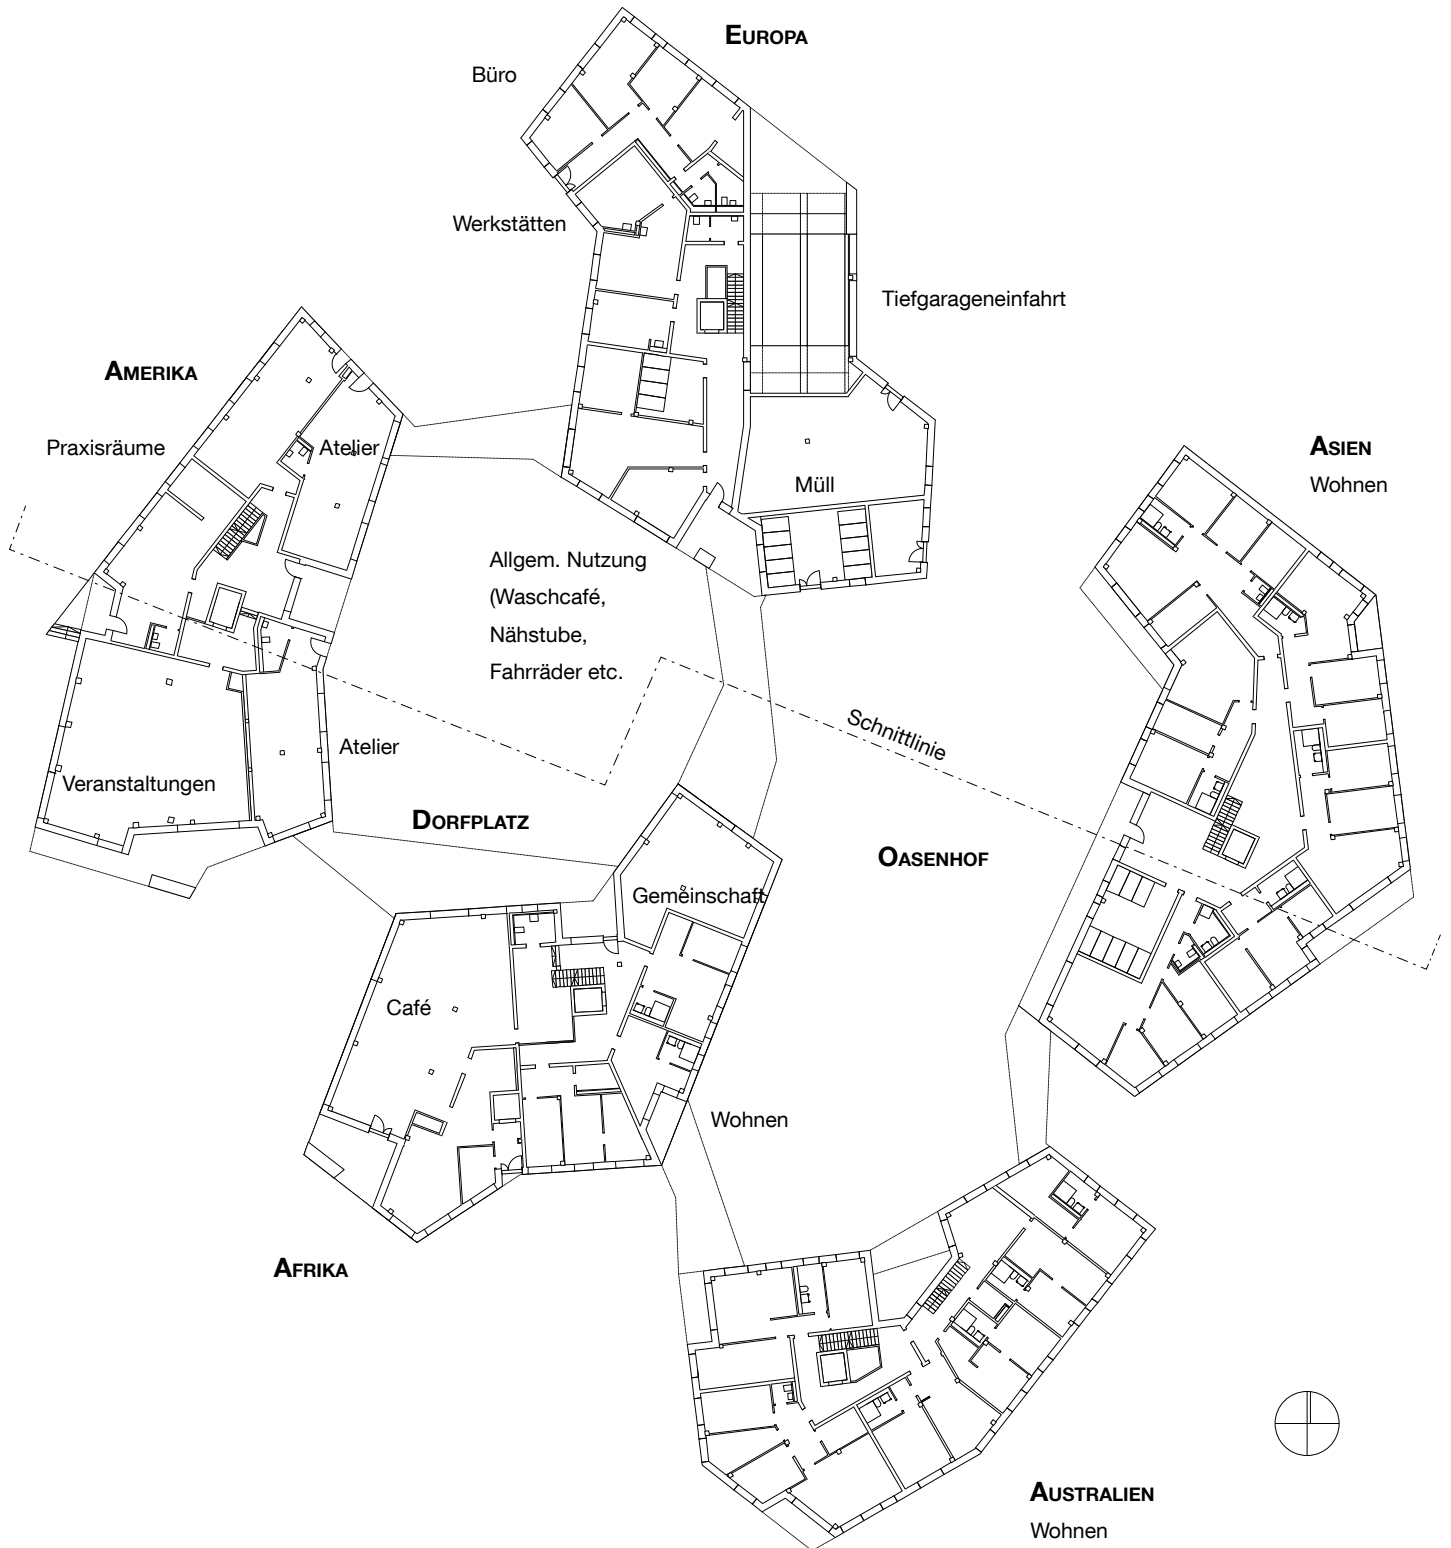 EUROPA
Büro
Werkstätten
Tiefgarageneinfahrt
AMERIKA
Praxisräume
Atelier
ASIEN
Wohnen
Müll
Allgem. Nutzung
(Waschcafé,
Nähstube,
Fahrräder etc.
Schnittlinie
Atelier
Veranstaltungen
DORFPLATZ
OASENHOF
Gemeinschaft
Café
Wohnen
AFRIKA
AUSTRALIEN
Wohnen